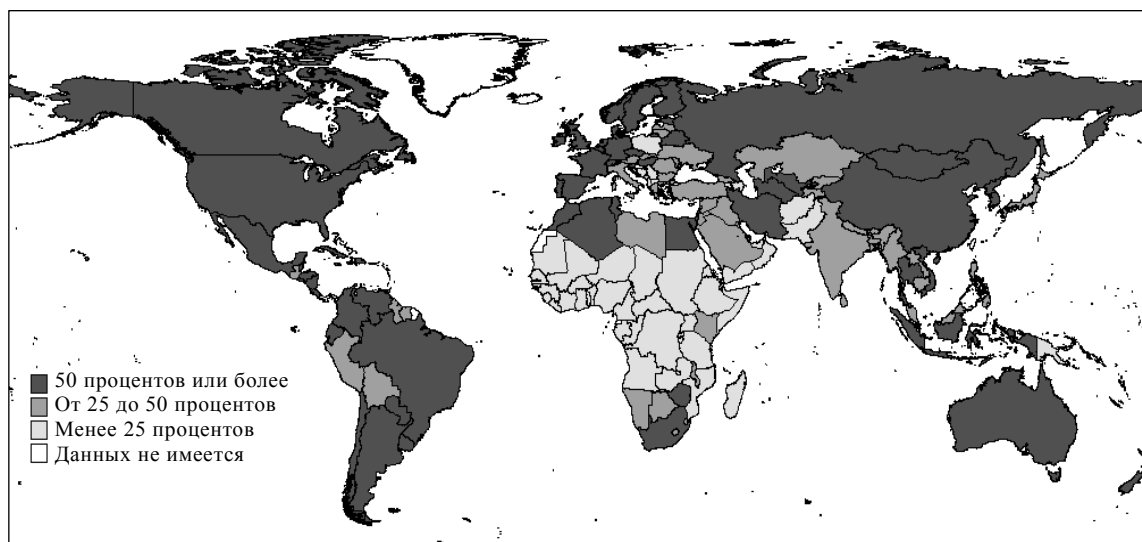 50 процентов или более
От 25 до 50 процентов
Менее 25 процентов
Данных не имеется